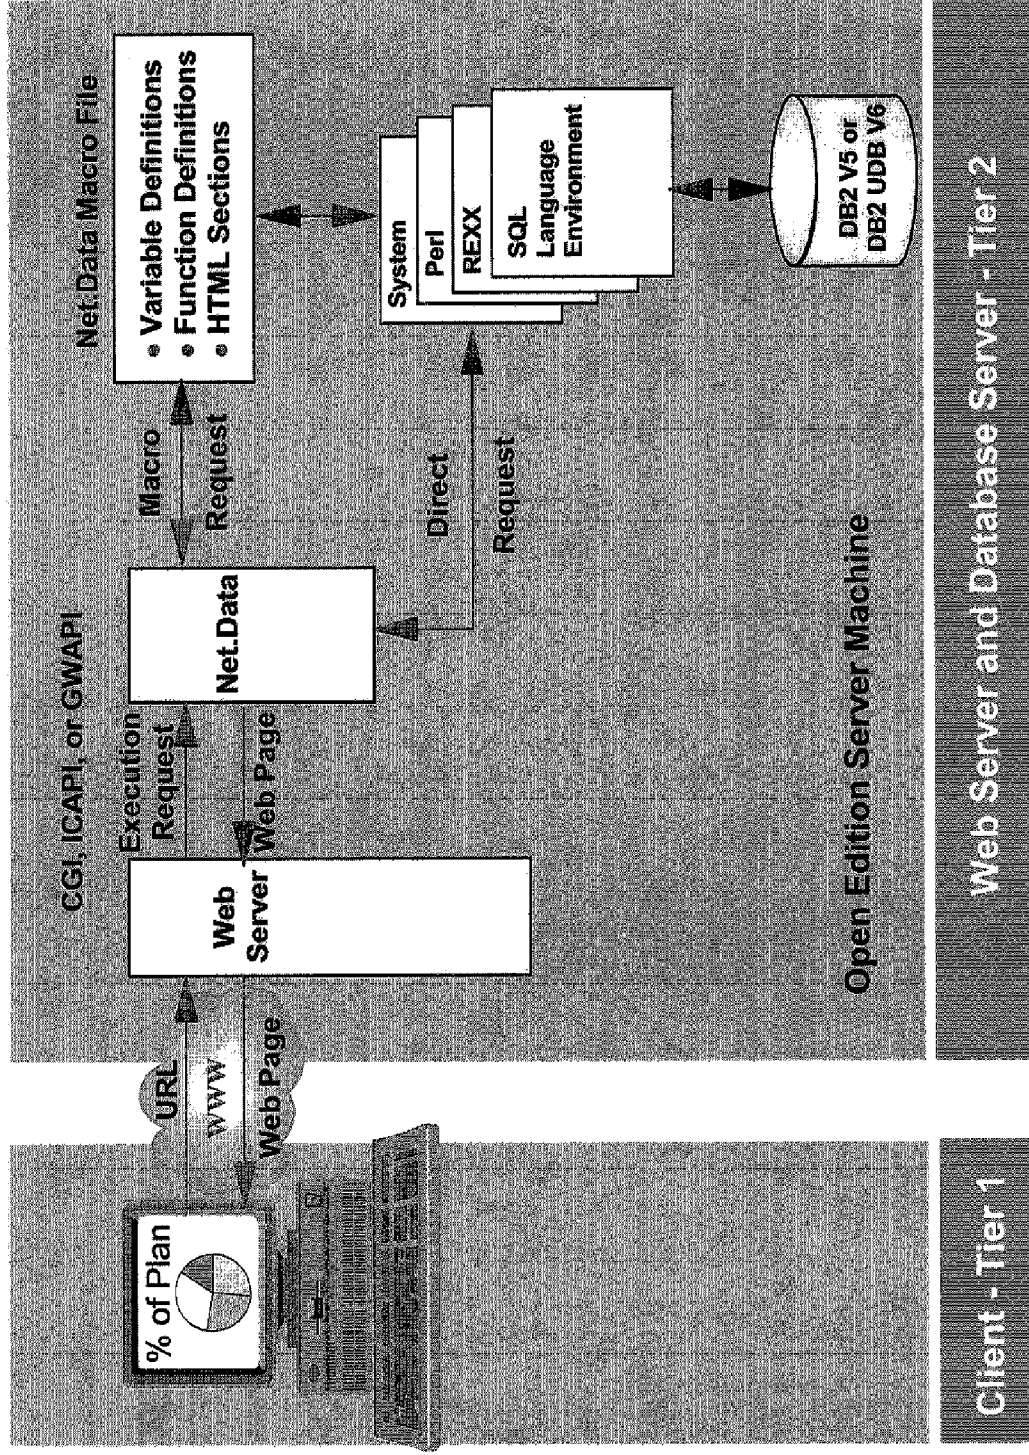 Net.Data Macro File
CGI, ICAPI, or GWAPI
% of Plan
URL
WWW
Web Page
Web
Server
Execution
Request
Web Page
Net.Data
Macro
Request
• Variable Definitions
• Function Definitions
• HTML Sections
Direct
Request
System
Perl
REXX
SQL
Language
Environment
DB2 V5 or
DB2 UDB V6
Open Edition Server Machine
Client - Tier 1
Web Server and Database Server - Tier 2